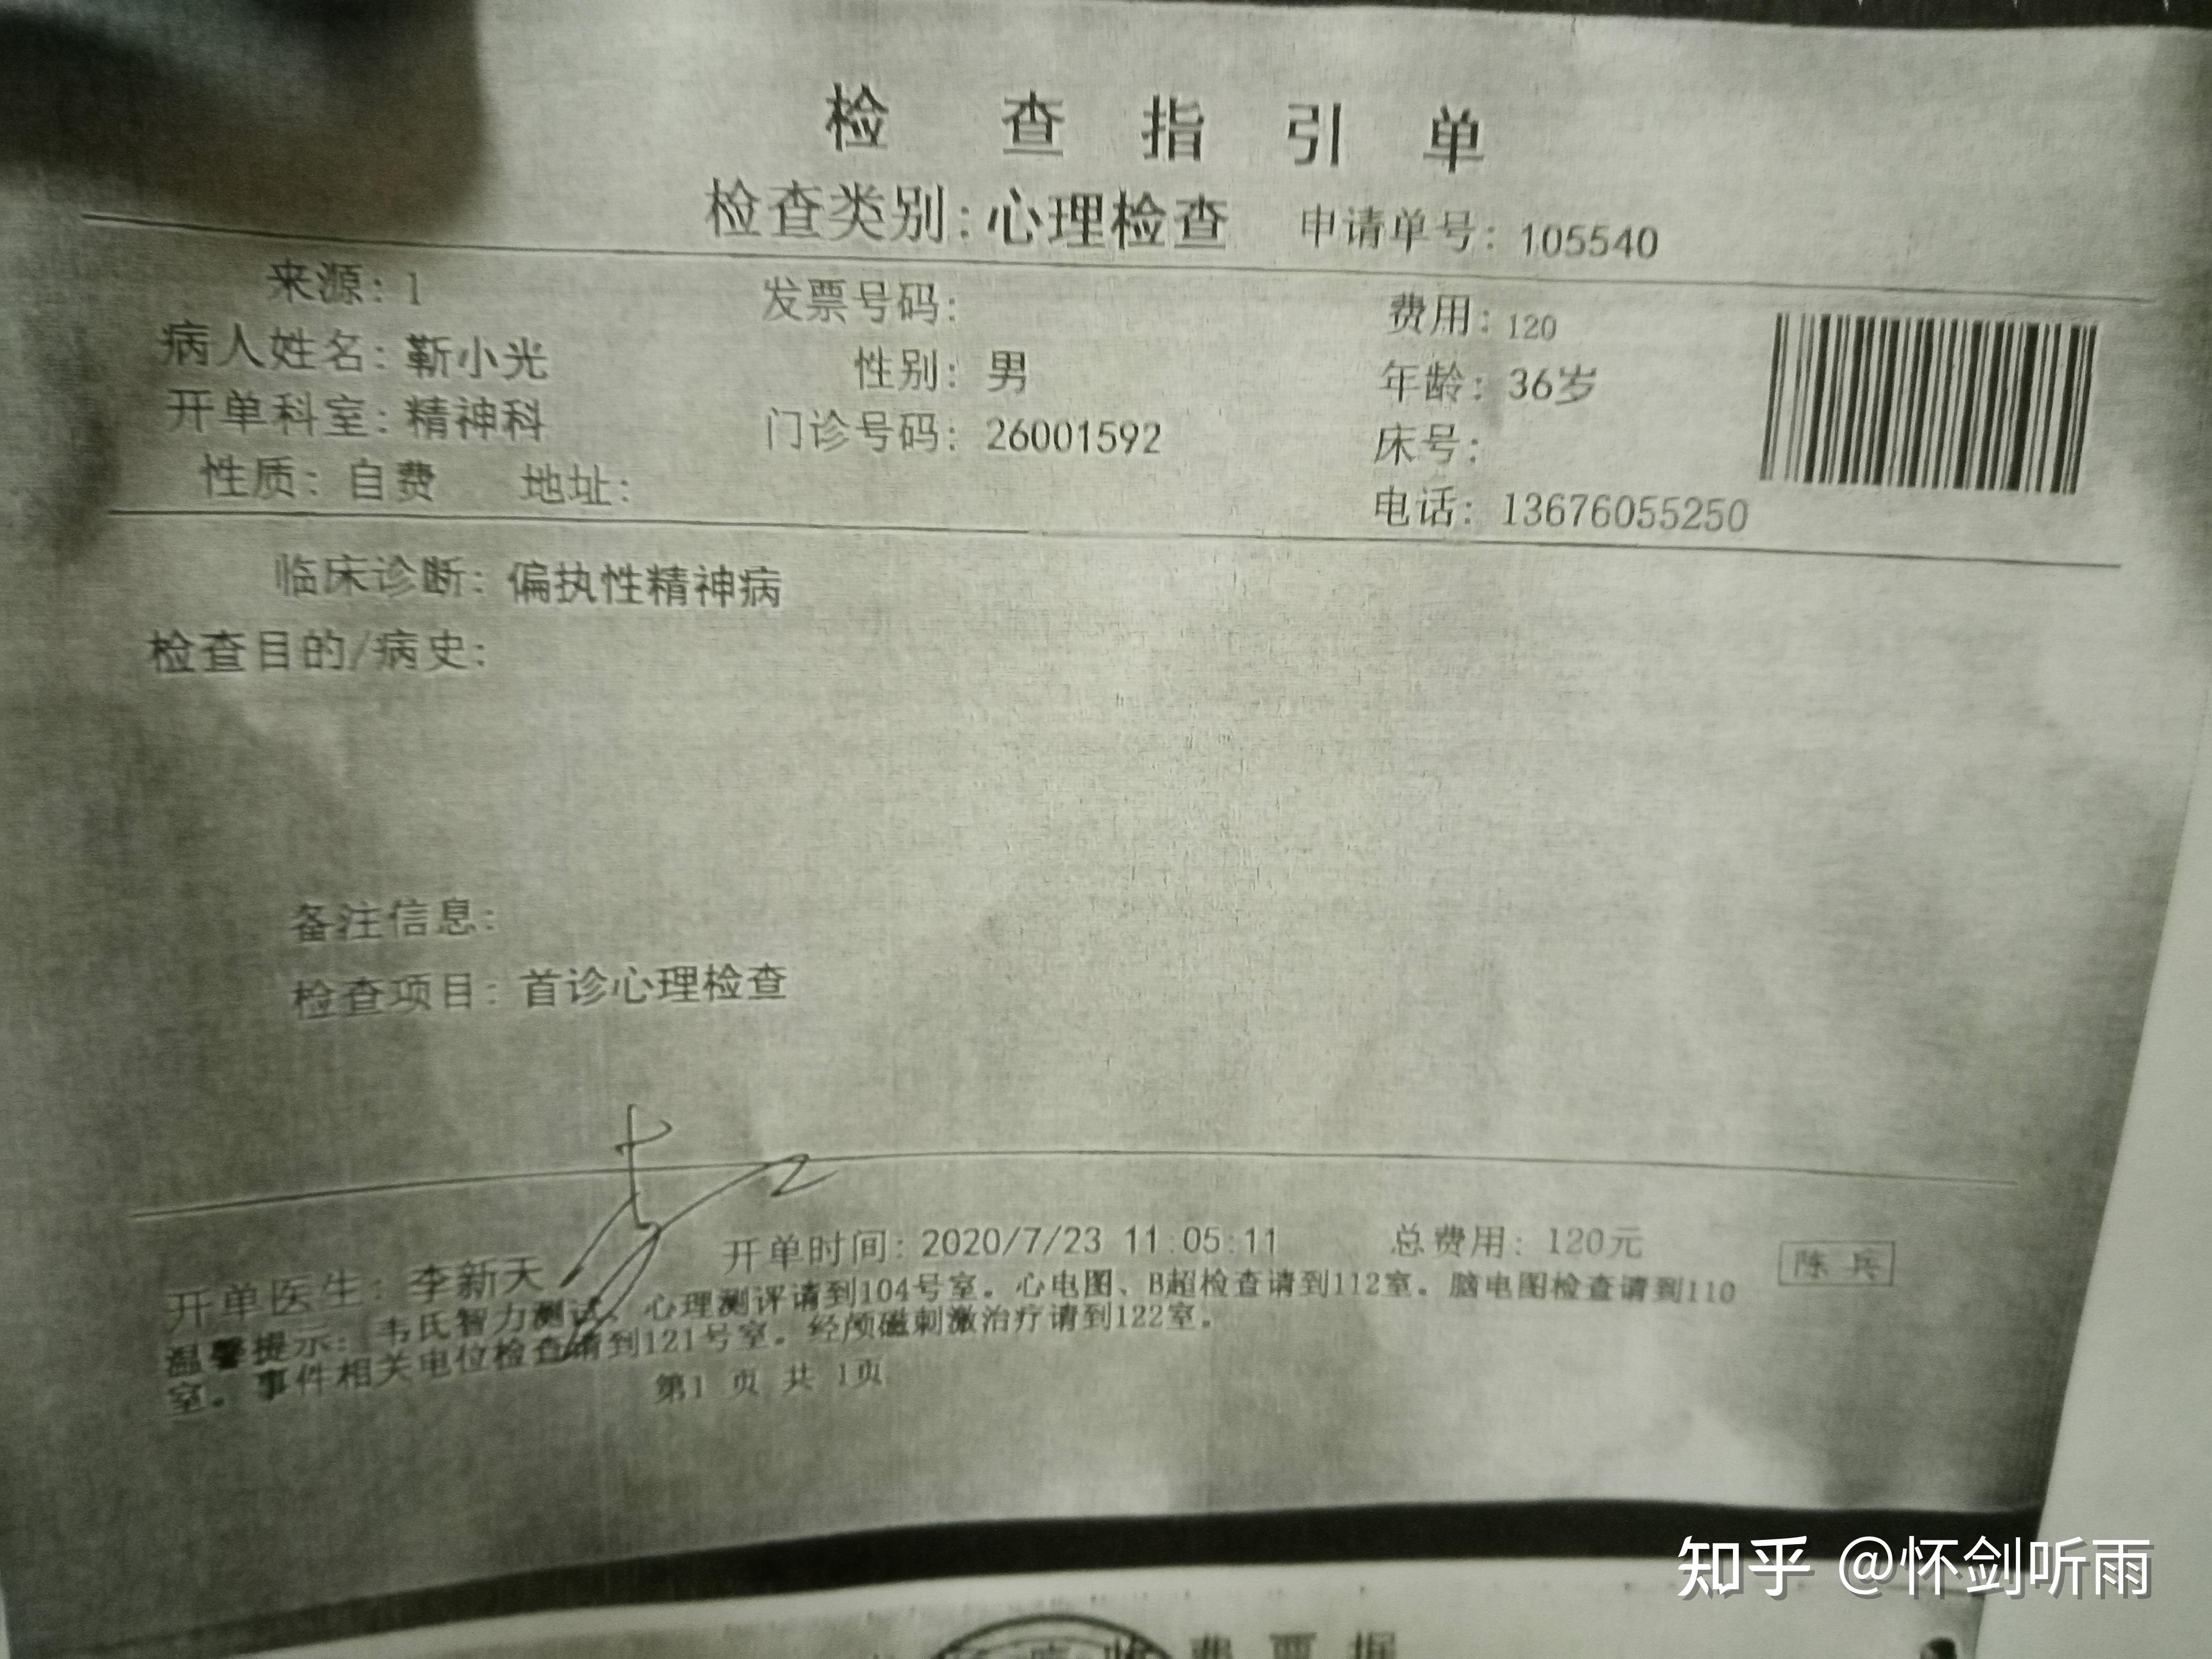 检查指引单
检查类别:心理检查 申请单号: 105540
来源: 1 发票号码: 费用: 120
病人姓名: 靳小光 性别: 男 年龄: 36岁
开单科室: 精神科 门诊号码: 26001592 床号:
性质: 自费 地址: 电话: 13676055250
临床诊断: 偏执性精神病
检查目的/病史:
备注信息:
检查项目: 首诊心理检查
开单医生: 李新天 开单时间: 2020/7/23 11:05:11 总费用: 120元 陈兵
温馨提示: 韦氏智力测试、心理测评请到104号室。心电图、B超检查请到112室。脑电图检查请到110
室。事件相关电位检查请到121号室。经颅磁刺激治疗请到122室。
第1 页 共 1页
知乎 @怀剑听雨
费票据